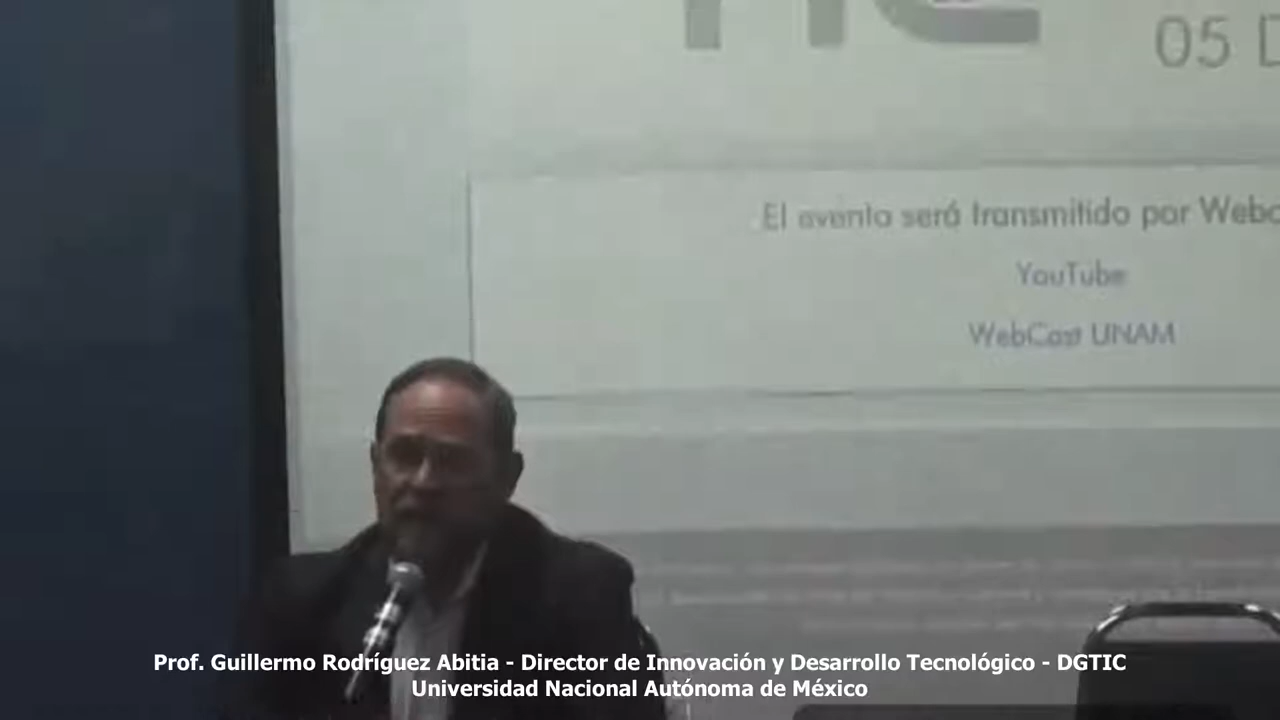 TIC
05 D
El evento será transmitido por Webc
YouTube
WebCast UNAM
Prof. Guillermo Rodríguez Abitia - Director de Innovación y Desarrollo Tecnológico - DGTIC
Universidad Nacional Autónoma de México